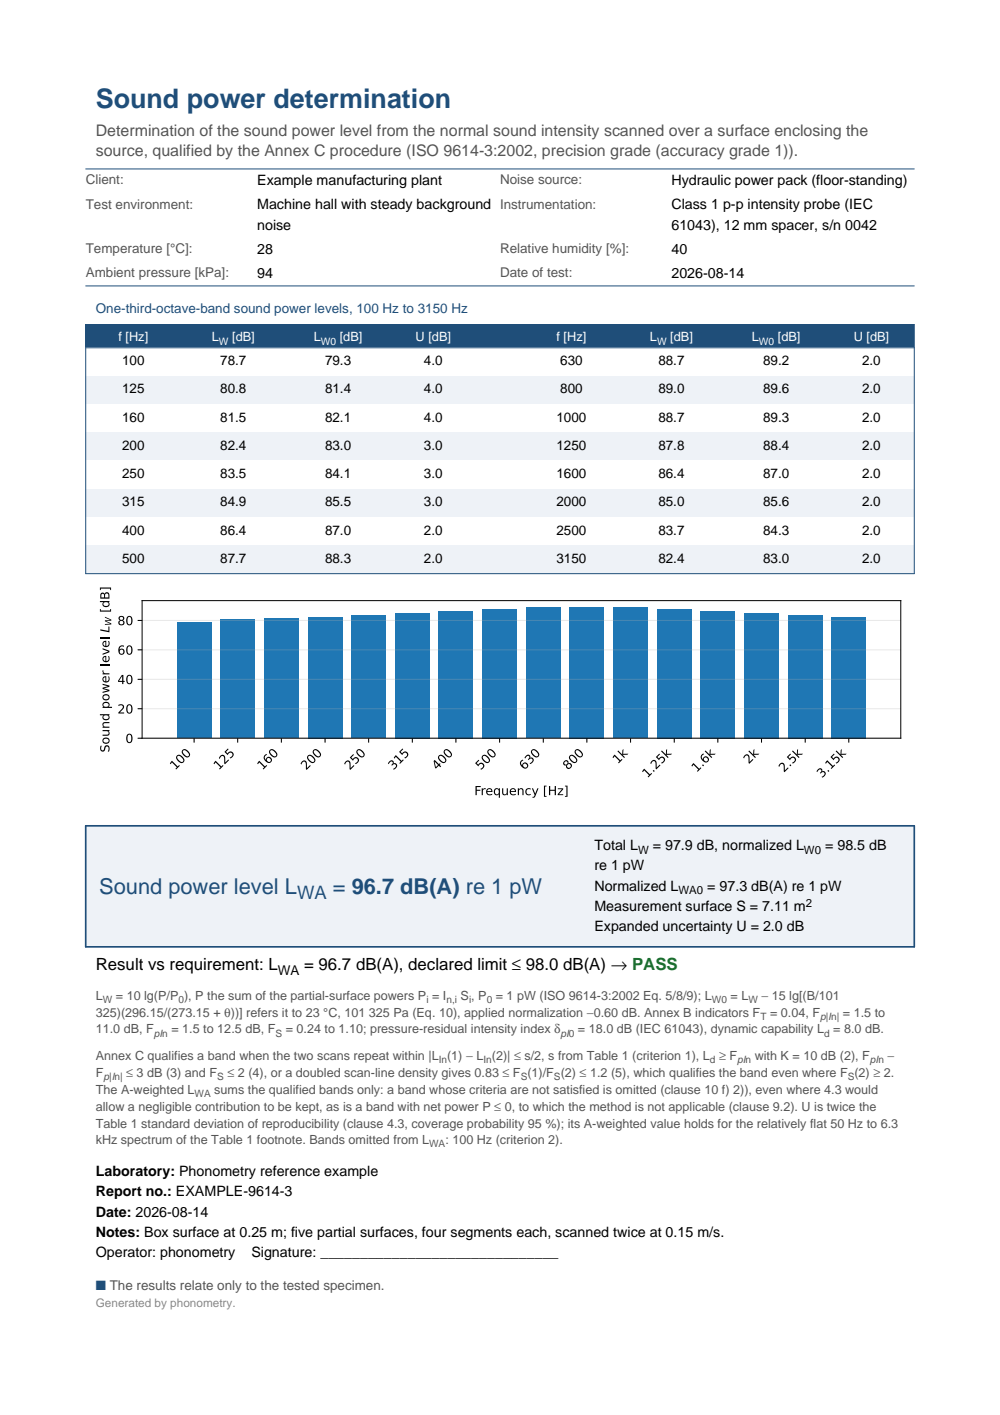 Sound power determination
Determination of the sound power level from the normal sound intensity scanned over a surface enclosing the
source, qualified by the Annex C procedure (ISO 9614-3:2002, precision grade (accuracy grade 1)).
Client: Example manufacturing plant Noise source: Hydraulic power pack (floor-standing)
Test environment: Machine hall with steady background noise Instrumentation: Class 1 p-p intensity probe (IEC 61043), 12 mm spacer, s/n 0042
Temperature [°C]: 28 Relative humidity [%]: 40
Ambient pressure [kPa]: 94 Date of test: 2026-08-14
One-third-octave-band sound power levels, 100 Hz to 3150 Hz
f [Hz] LW [dB] LW0 [dB] U [dB] f [Hz] LW [dB] LW0 [dB] U [dB]
100 78.7 79.3 4.0 630 88.7 89.2 2.0
125 80.8 81.4 4.0 800 89.0 89.6 2.0
160 81.5 82.1 4.0 1000 88.7 89.3 2.0
200 82.4 83.0 3.0 1250 87.8 88.4 2.0
250 83.5 84.1 3.0 1600 86.4 87.0 2.0
315 84.9 85.5 3.0 2000 85.0 85.6 2.0
400 86.4 87.0 2.0 2500 83.7 84.3 2.0
500 87.7 88.3 2.0 3150 82.4 83.0 2.0
Sound power level LW [dB]
80
60
40
20
0
100 125 160 200 250 315 400 500 630 800 1k 1.25k 1.6k 2k 2.5k 3.15k
Frequency [Hz]
Sound power level LWA = 96.7 dB(A) re 1 pW
Total LW = 97.9 dB, normalized LW0 = 98.5 dB
re 1 pW
Normalized LWA0 = 97.3 dB(A) re 1 pW
Measurement surface S = 7.11 m2
Expanded uncertainty U = 2.0 dB
Result vs requirement: LWA = 96.7 dB(A), declared limit ≤ 98.0 dB(A) → PASS
LW = 10 lg(P/P0), P the sum of the partial-surface powers Pi = In,i Si, P0 = 1 pW (ISO 9614-3:2002 Eq. 5/8/9); LW0 = LW − 15 lg[(B/101
325)(296.15/(273.15 + θ))] refers it to 23 °C, 101 325 Pa (Eq. 10), applied normalization −0.60 dB. Annex B indicators FT = 0.04, Fp|In| = 1.5 to
11.0 dB, FpIn = 1.5 to 12.5 dB, FS = 0.24 to 1.10; pressure-residual intensity index δpI0 = 18.0 dB (IEC 61043), dynamic capability Ld = 8.0 dB.
Annex C qualifies a band when the two scans repeat within |LIn(1) − LIn(2)| ≤ s/2, s from Table 1 (criterion 1), Ld ≥ FpIn with K = 10 dB (2), FpIn −
Fp|In| ≤ 3 dB (3) and FS ≤ 2 (4), or a doubled scan-line density gives 0.83 ≤ FS(1)/FS(2) ≤ 1.2 (5), which qualifies the band even where FS(2) ≥ 2.
The A-weighted LWA sums the qualified bands only: a band whose criteria are not satisfied is omitted (clause 10 f) 2)), even where 4.3 would
allow a negligible contribution to be kept, as is a band with net power P ≤ 0, to which the method is not applicable (clause 9.2). U is twice the
Table 1 standard deviation of reproducibility (clause 4.3, coverage probability 95 %); its A-weighted value holds for the relatively flat 50 Hz to 6.3
kHz spectrum of the Table 1 footnote. Bands omitted from LWA: 100 Hz (criterion 2).
Laboratory: Phonometry reference example
Report no.: EXAMPLE-9614-3
Date: 2026-08-14
Notes: Box surface at 0.25 m; five partial surfaces, four segments each, scanned twice at 0.15 m/s.
Operator: phonometry Signature: ______________________________
■ The results relate only to the tested specimen.
Generated by phonometry.